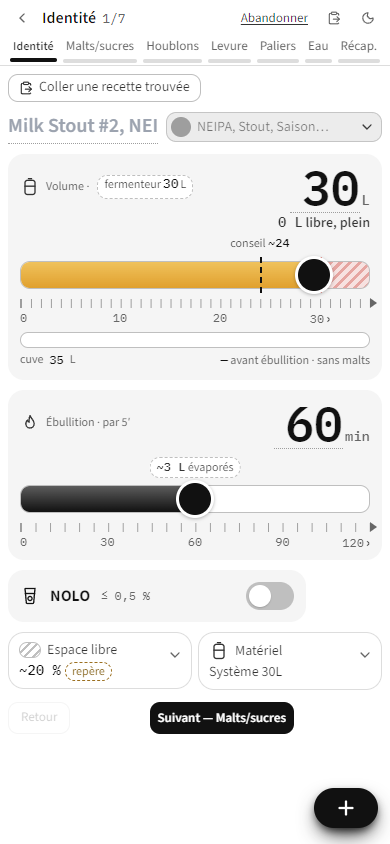 Identité 1/7
Abandonner
Identité Malts/sucres Houblons Levure Paliers Eau Récap.
Coller une recette trouvée
Milk Stout #2, NEI
NEIPA, Stout, Saison…
Volume · fermenteur 30 L
30 L
0 L libre, plein
conseil ~24
0 10 20 30 ›
cuve 35 L
— avant ébullition · sans malts
Ébullition · par 5'
60 min
~3 L évaporés
0 30 60 90 120 ›
NOLO ≤ 0,5 %
Espace libre
~20 % repère
Matériel
Système 30L
Retour
Suivant — Malts/sucres